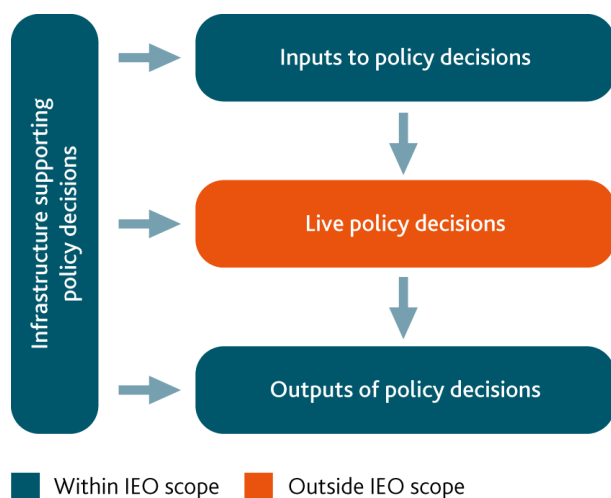 Infrastructure supporting
policy decisions
Inputs to policy decisions
Live policy decisions
Outputs of policy decisions
Within IEO scope
Outside IEO scope